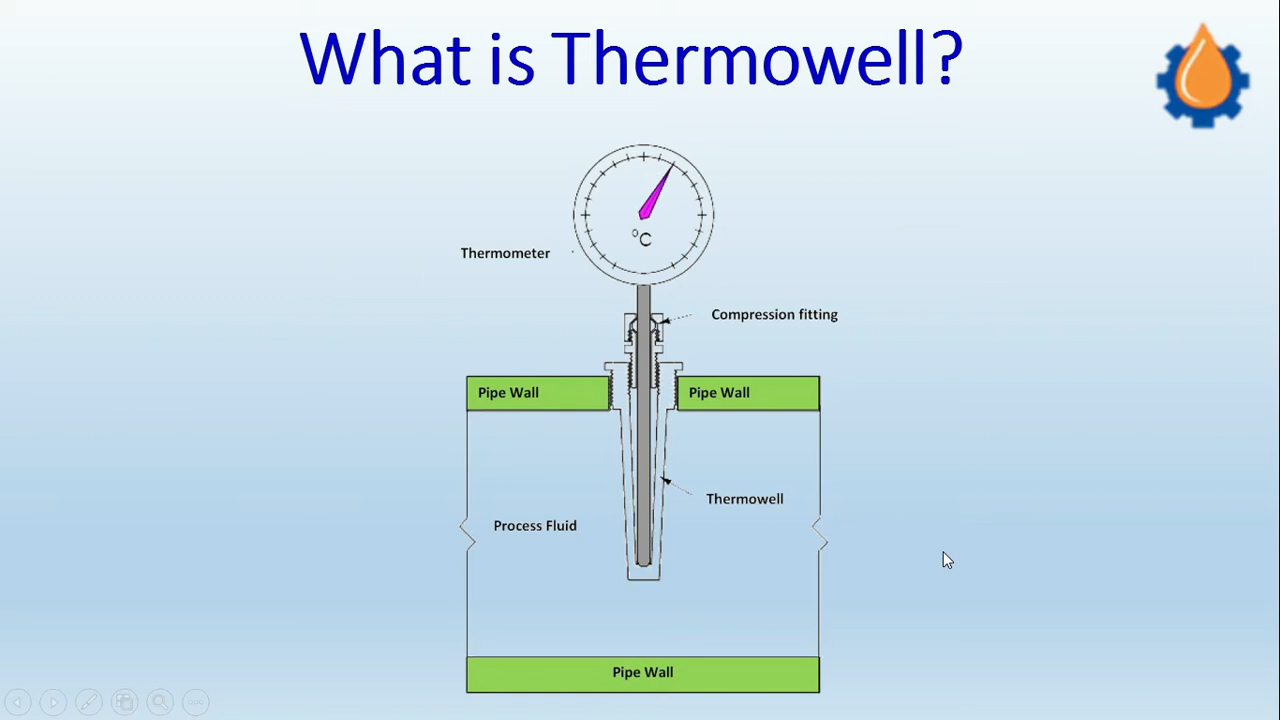 What is Thermowell?
°C
Thermometer
Compression fitting
Pipe Wall
Pipe Wall
Thermowell
Process Fluid
Pipe Wall